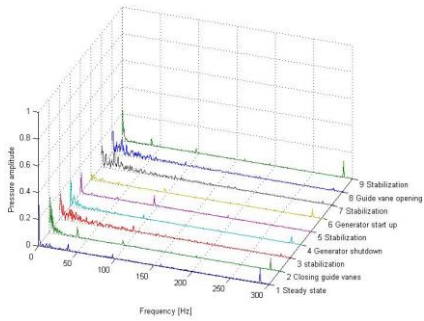 1
0.8
0.6
0.4
0.2
0
Pressure amplitude
0
50
100
150
200
250
300
Frequency [Hz]
9 Stabilization
8 Guide vane opening
7 Stabilization
6 Generator start up
5 Stabilization
4 Generator shutdown
3 stabilization
2 Closing guide vanes
1 Steady state